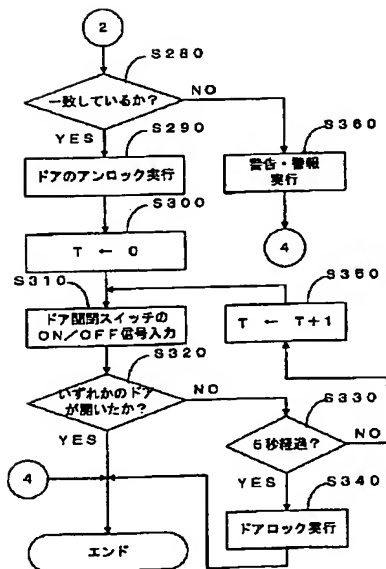 2
S280
一致しているか?
NO
YES
S290
S360
ドアのアンロック実行
警告・警報
実行
S300
4
T ← 0
S310
S350
ドア開閉スイッチの
ON/OFF信号入力
T ← T+1
S320
いずれかのドア
が開いたか?
NO
S330
YES
5秒経過?
NO
4
YES
S340
ドアロック実行
エンド